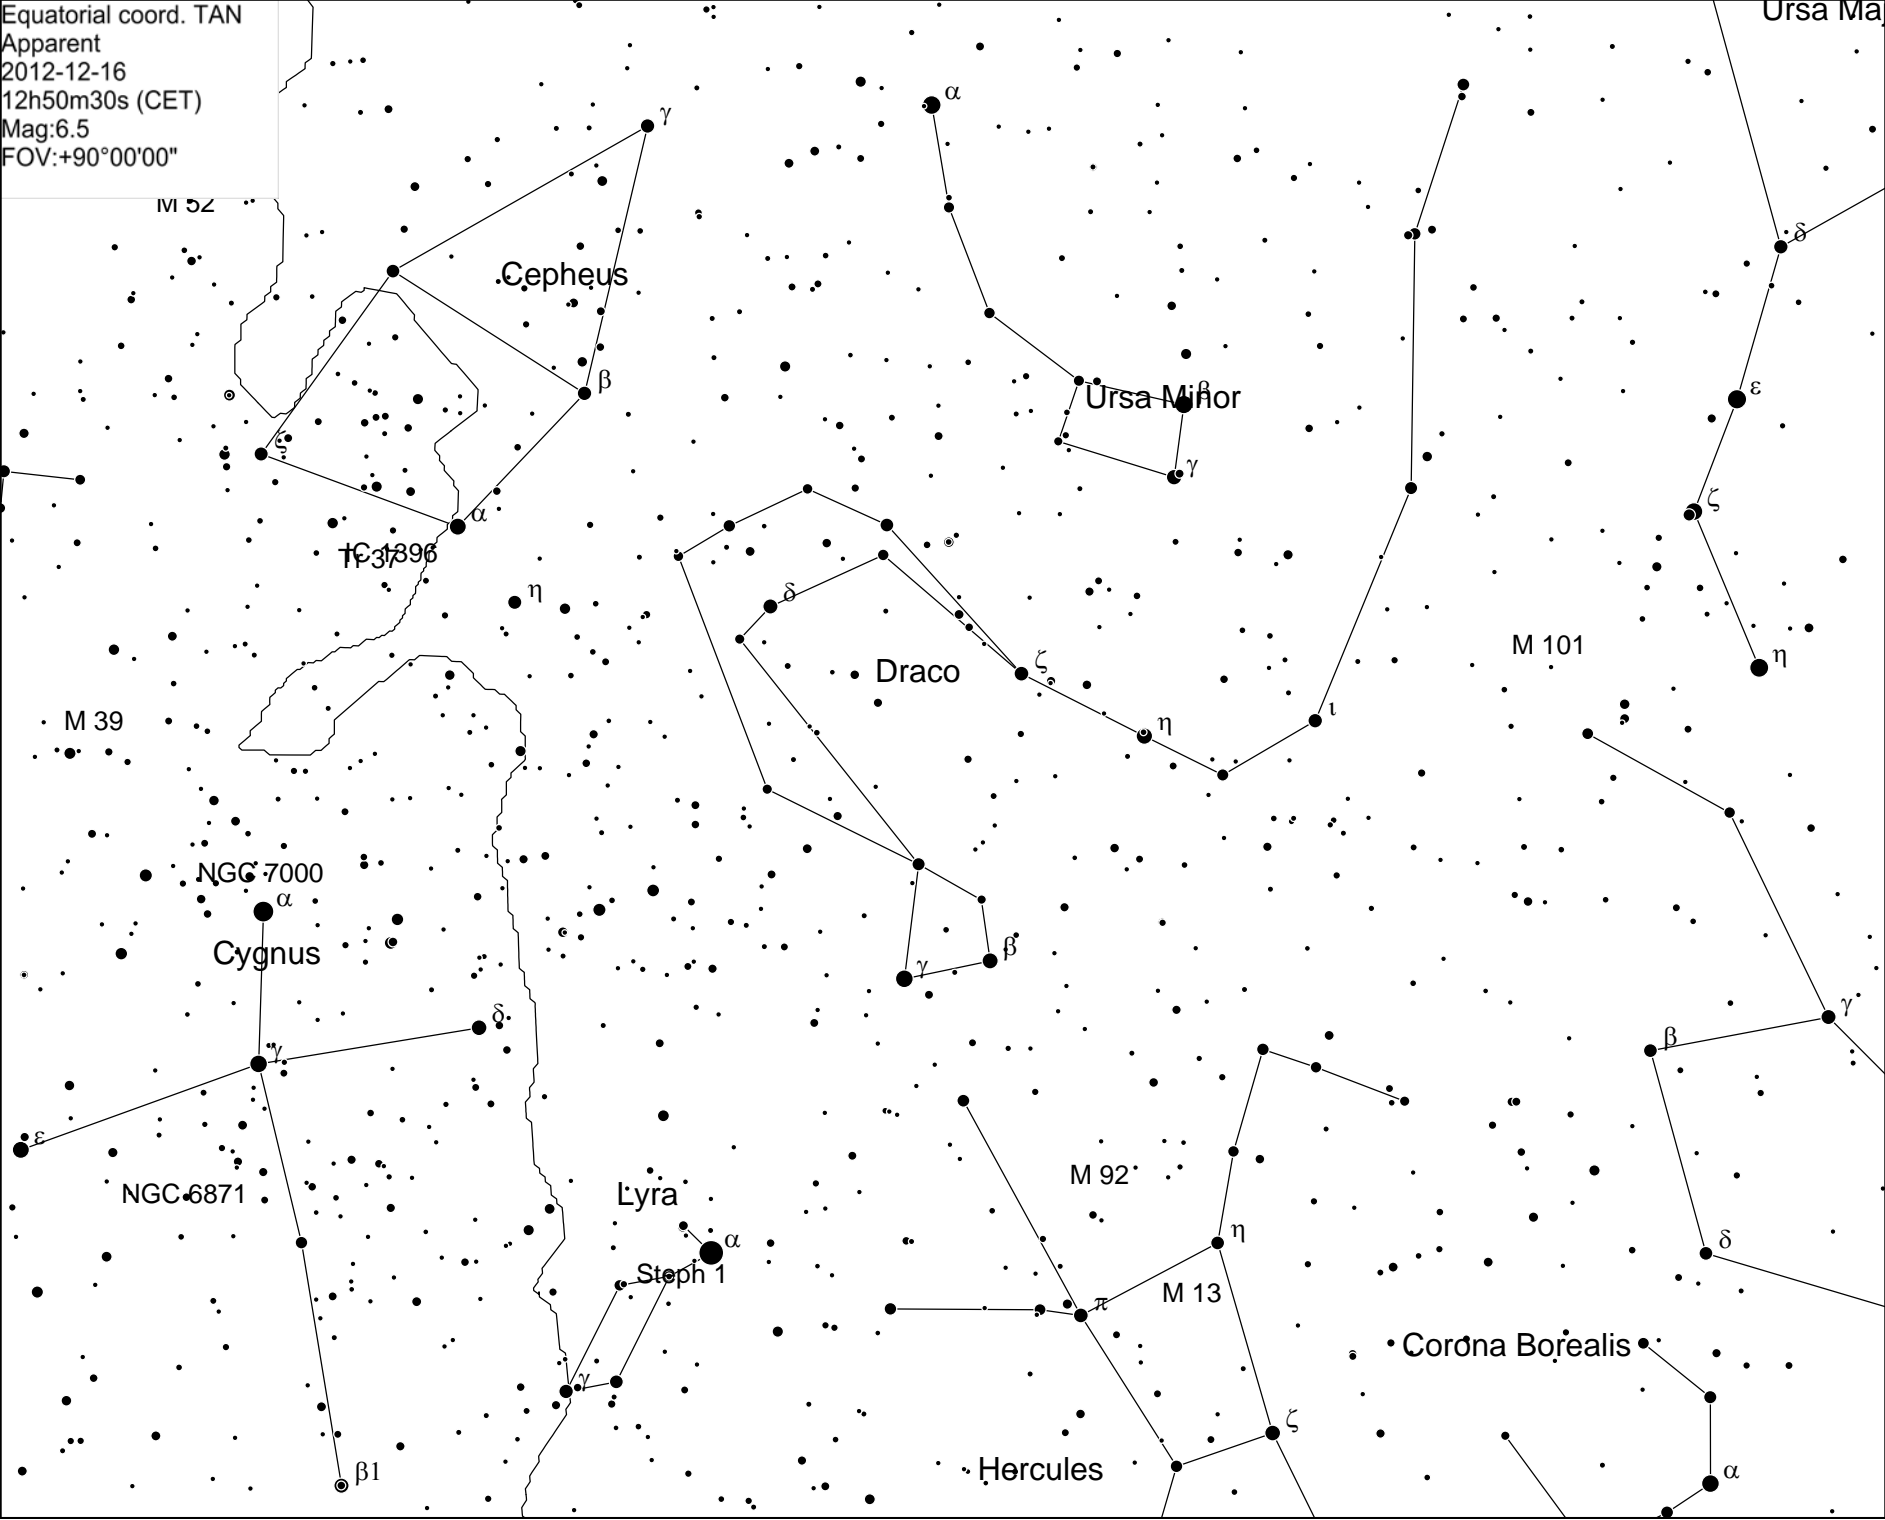 Equatorial coord. TAN
Apparent
2012-12-16
12h50m30s (CET)
Mag:6.5
FOV:+90°00'00"
Ursa Ma
α
γ
M 52
δ
Cepheus
β
ε
Ursa Minor
β
ζ
γ
ζ
α
IC 1396
Tr 37
η
δ
M 101
η
Draco
ζ
ι
M 39
η
NGC 7000
α
Cygnus
β
γ
δ
γ
γ
β
ε
M 92
NGC 6871
Lyra
α
η
δ
Steph 1
M 13
π
Corona Borealis
γ
ζ
Hercules
β1
α